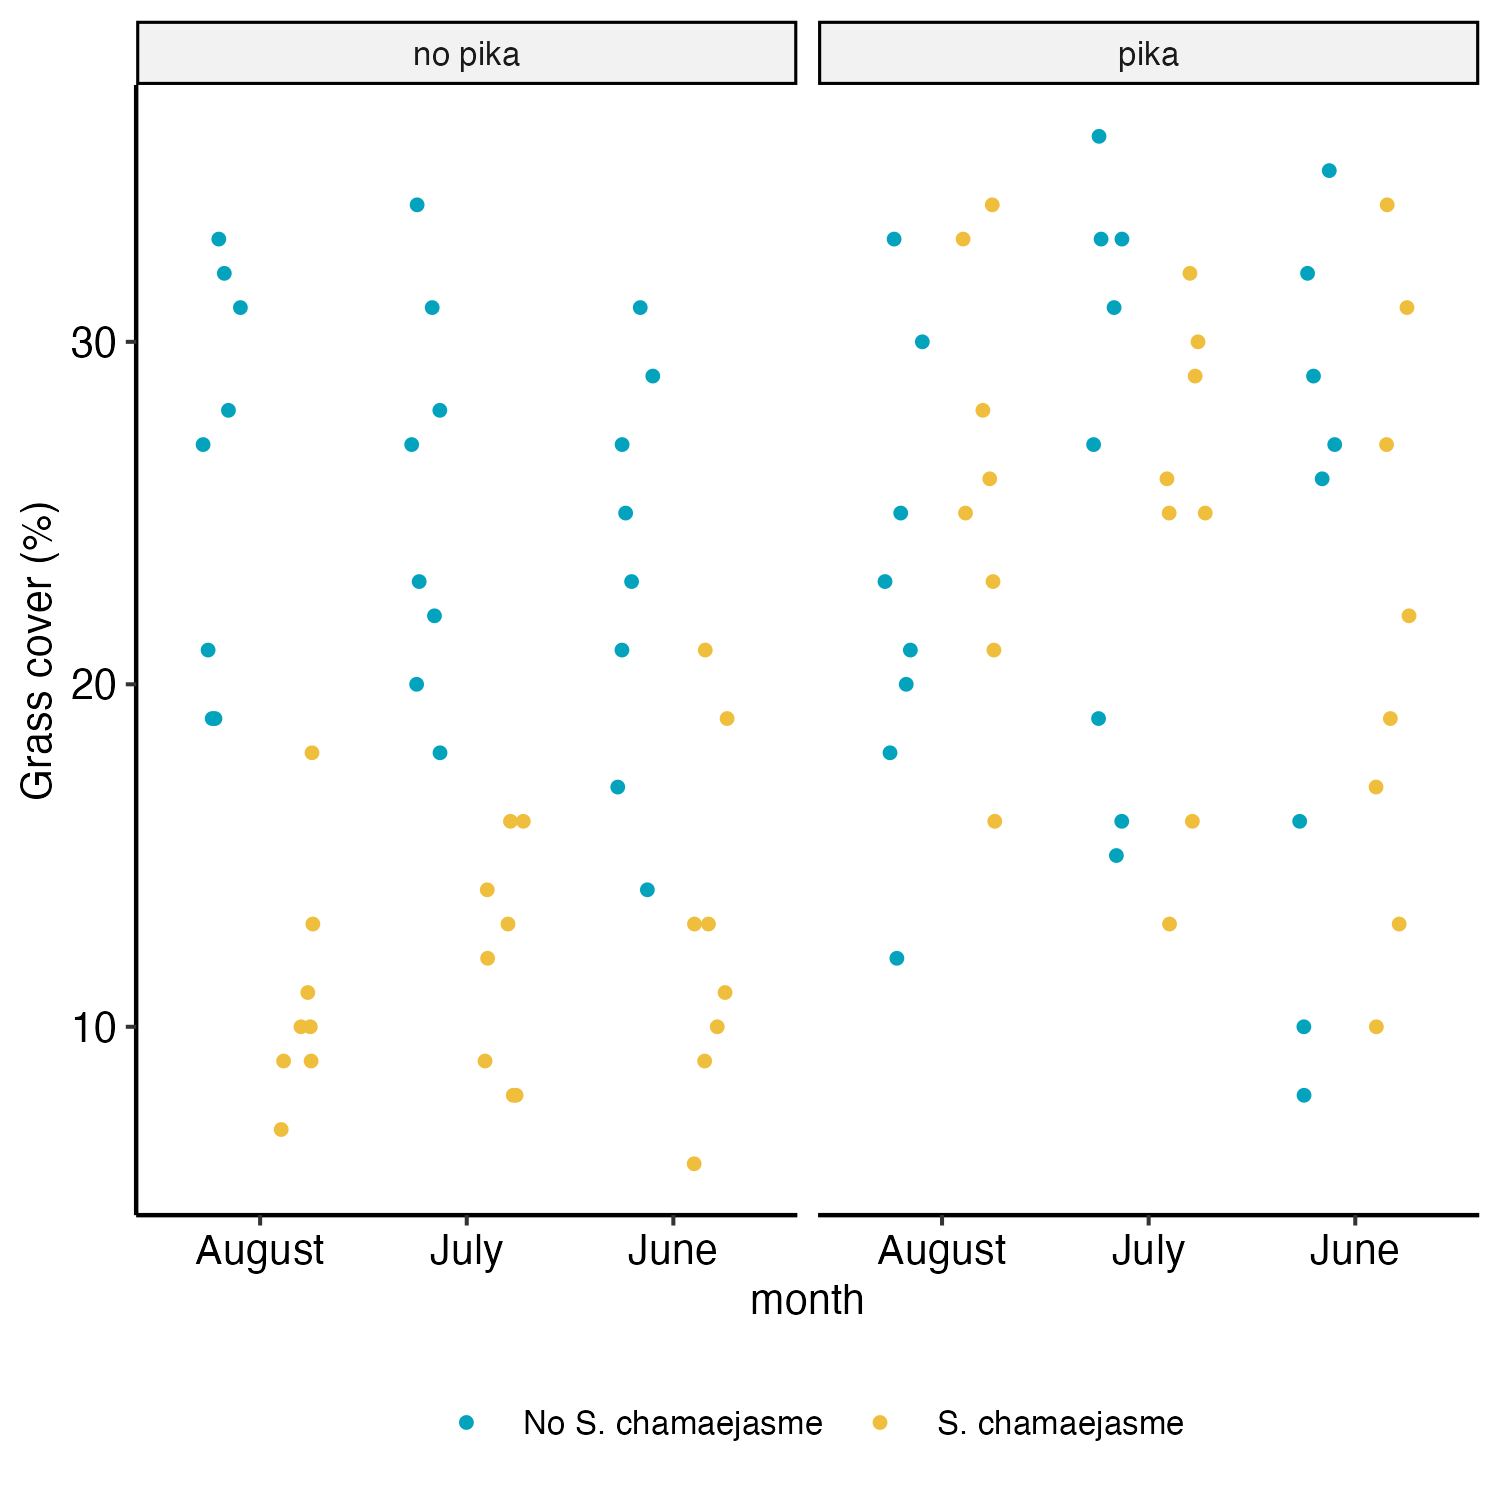 no pika
pika
Grass cover (%)
30
20
10
August
July
June
August
July
June
month
No S. chamaejasme
S. chamaejasme